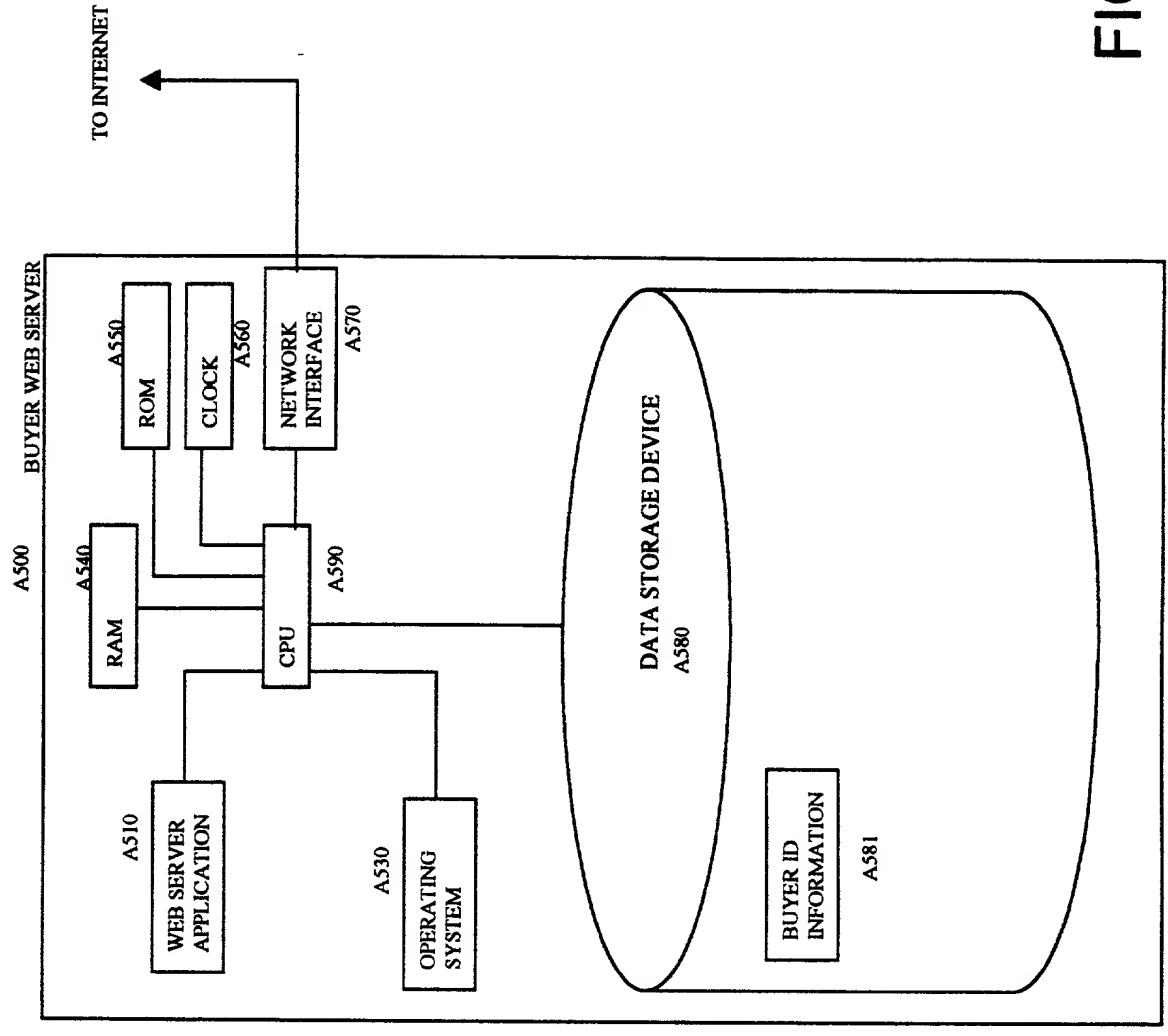 A500
BUYER WEB SERVER
TO INTERNET
A540
RAM
A550
ROM
A560
CLOCK
A510
WEB SERVER
APPLICATION
CPU
A590
NETWORK
INTERFACE
A570
A530
OPERATING
SYSTEM
DATA STORAGE DEVICE
A580
BUYER ID
INFORMATION
A581